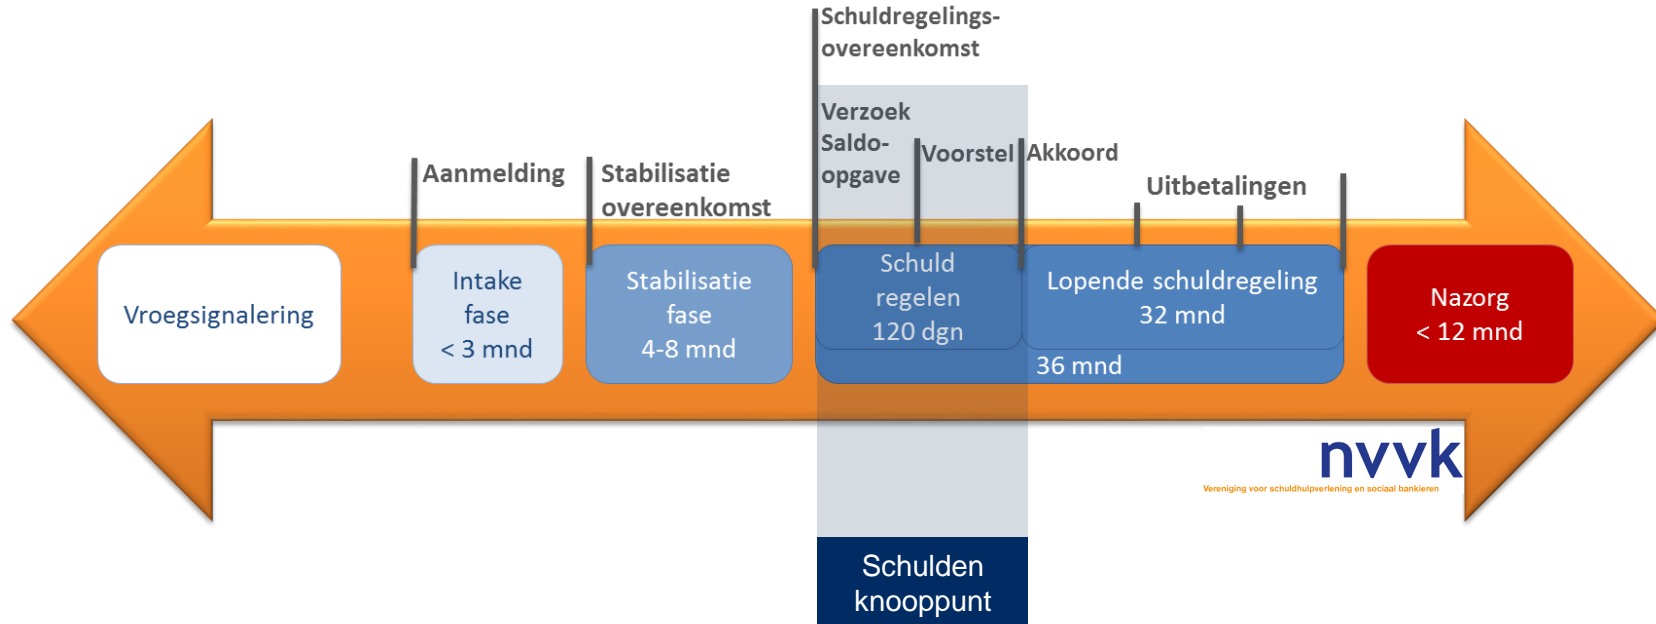 Schuldregelings-
overeenkomst
Verzoek
Saldo-
opgave
Voorstel
Akkoord
Aanmelding
Stabilisatie
overeenkomst
Uitbetalingen
Vroegsignalering
Intake
fase
< 3 mnd
Stabilisatie
fase
4-8 mnd
Schuld
regelen
120 dgn
Lopende schuldregeling
32 mnd
36 mnd
Nazorg
< 12 mnd
nvvk
Vereniging voor schuldhulpverlening en sociaal bankieren
Schulden
knooppunt